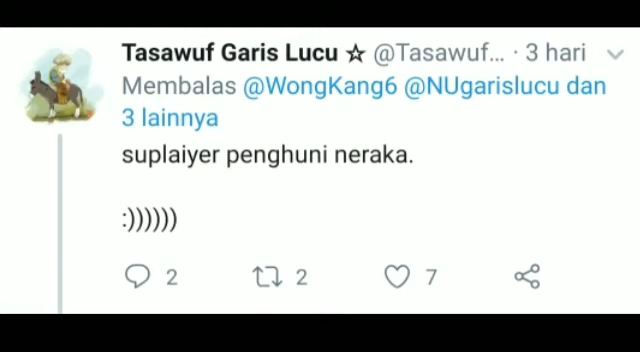 Tasawuf Garis Lucu ☆ @Tasawuf... · 3 hari
Membalas @WongKang6 @NUgarislucu dan
3 lainnya
suplaiyer penghuni neraka.
:))))))
2 2 7